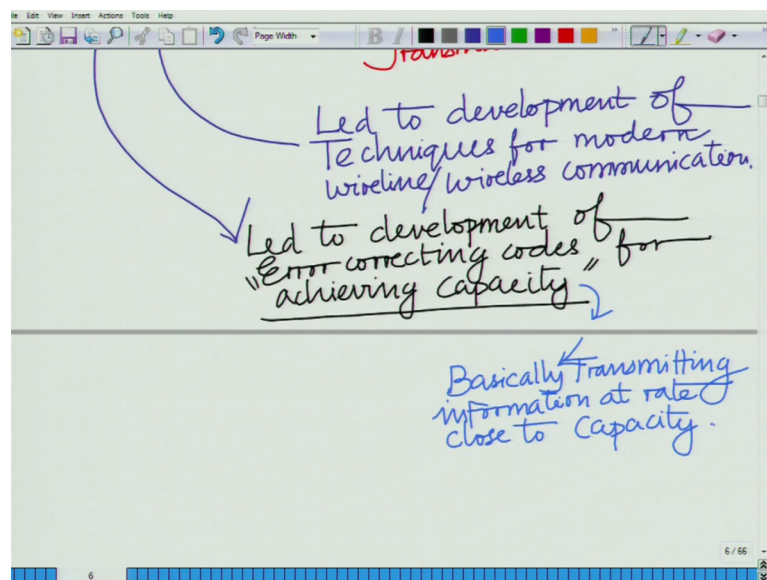 File Edit View Insert Actions Tools Help
Page Width
B I
Led to development of
Techniques for modern
wireline/wireless communication.
Led to development of
"Error correcting codes" for
achieving capacity
Basically Transmitting
information at rate
close to Capacity.
6/66
6